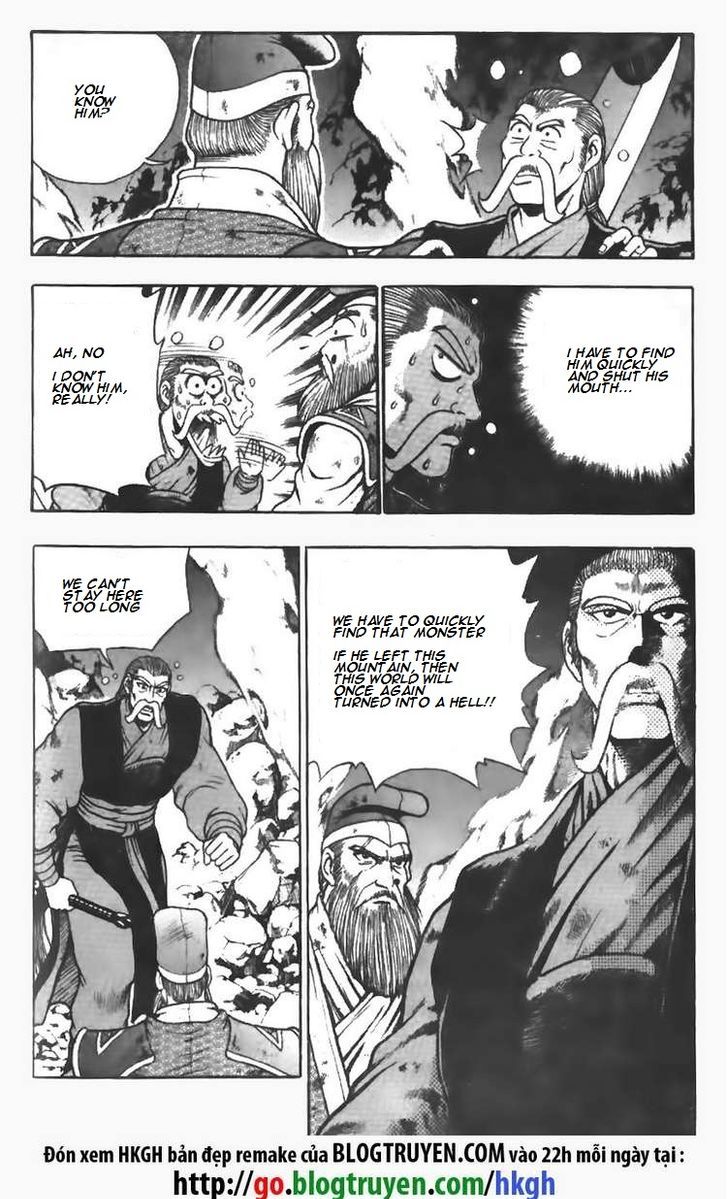 YOU
KNOW
HIM?
AH, NO
I DON'T
KNOW HIM,
REALLY!
I HAVE TO FIND
HIM QUICKLY
AND SHUT HIS
MOUTH...
WE CAN'T
STAY HERE
TOO LONG
WE HAVE TO QUICKLY
FIND THAT MONSTER
IF HE LEFT THIS
MOUNTAIN, THEN
THIS WORLD WILL
ONCE AGAIN
TURNED INTO A HELL!!
Đón xem HKGH bản đẹp remake của BLOGTRUYEN.COM vào 22h mỗi ngày tại :
http://go.blogtruyen.com/hkgh